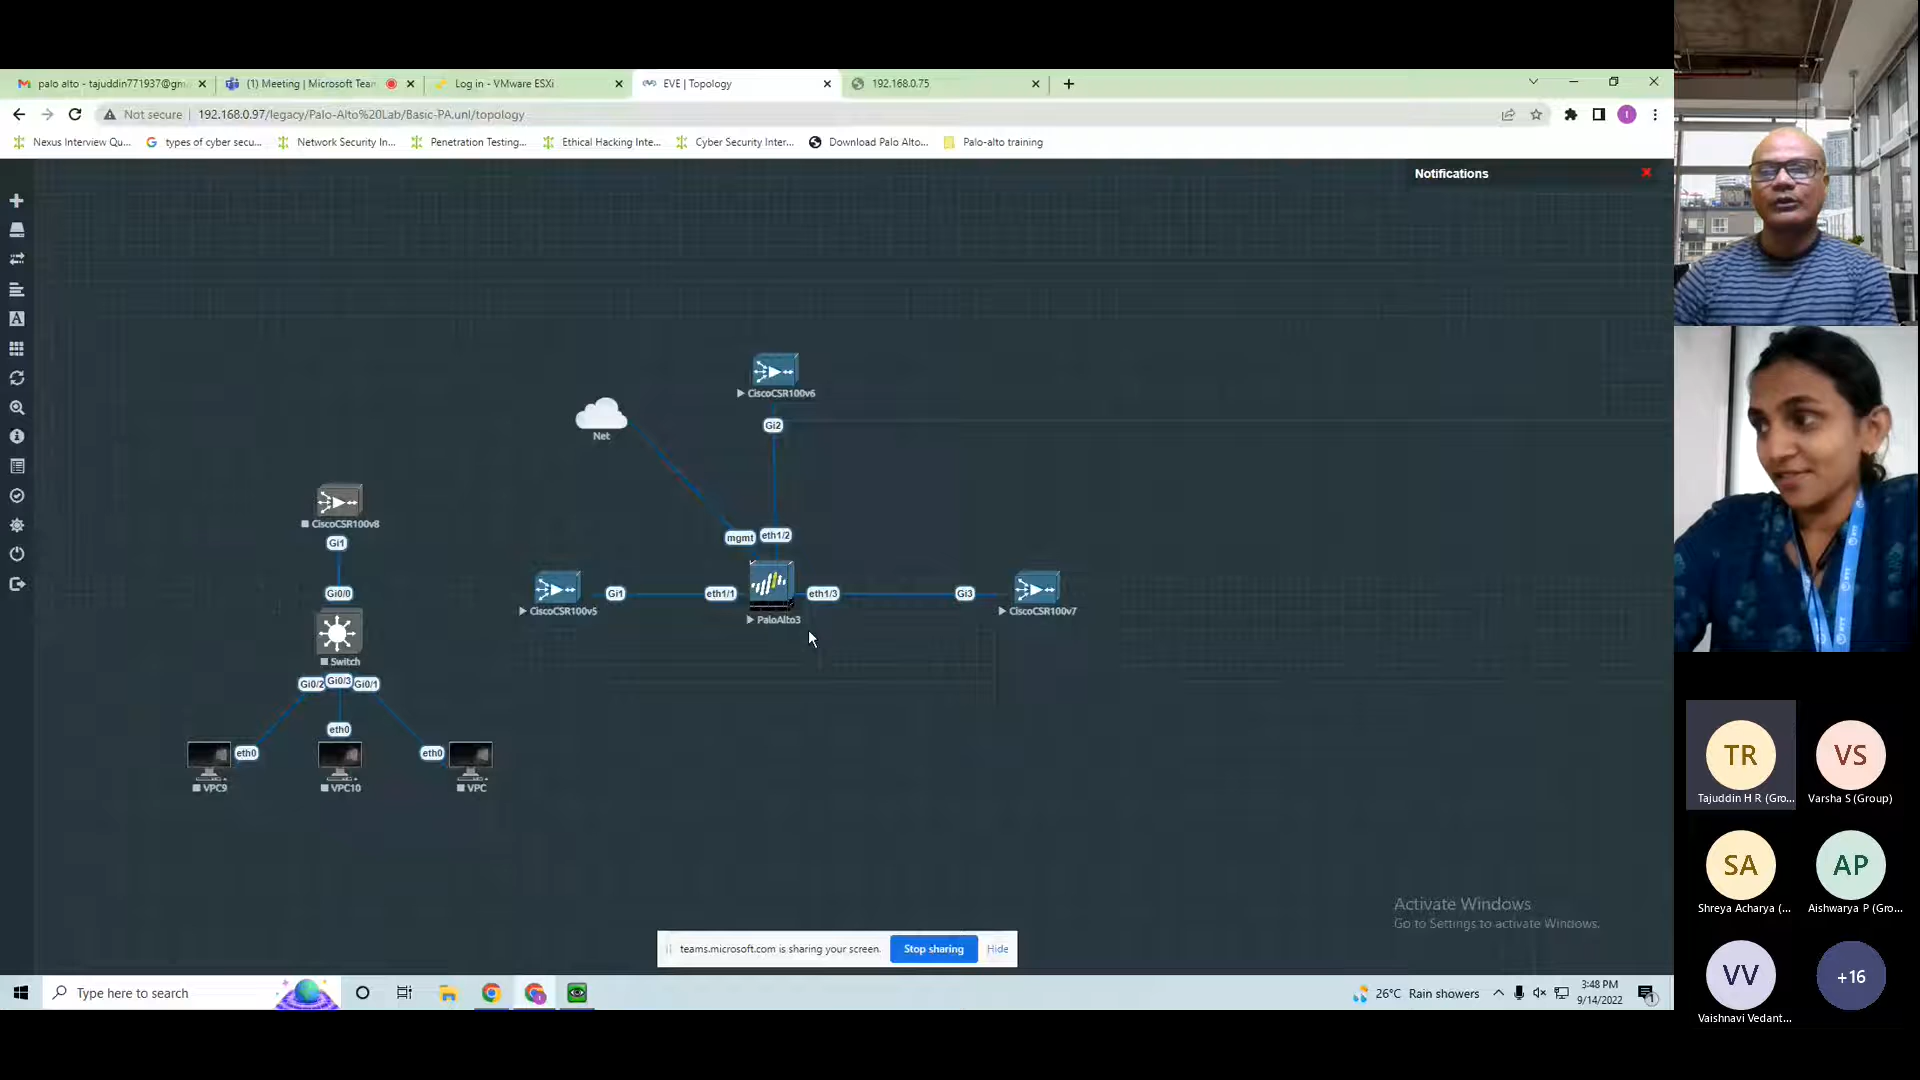 palo alto - tajuddin771937@gm
(1) Meeting | Microsoft Team
Log in - VMware ESXi
EVE | Topology
192.168.0.75
Not secure
192.168.0.97/legacy/Palo-Alto%20Lab/Basic-PA.unl/topology
Nexus Interview Qu...
types of cyber secu...
Network Security In...
Penetration Testing...
Ethical Hacking Inte...
Cyber Security Inter...
Download Palo Alto...
Palo-alto training
Notifications
CiscoCSR100v6
Gi2
Net
CiscoCSR100v8
Gi1
mgmt
eth1/2
CiscoCSR100v5
Gi1
eth1/1
eth1/3
Gi3
CiscoCSR100v7
PaloAlto3
Gi0/0
Switch
Gi0/2
Gi0/3
Gi0/1
eth0
eth0
eth0
VPC9
VPC10
VPC
Activate Windows
Go to Settings to activate Windows.
teams.microsoft.com is sharing your screen.
Stop sharing
Hide
Type here to search
26°C Rain showers
3:48 PM
9/14/2022
1
TR
VS
Tajuddin H R (Gro...
Varsha S (Group)
SA
AP
Shreya Acharya (...
Aishwarya P (Gro...
VV
+16
Vaishnavi Vedant...